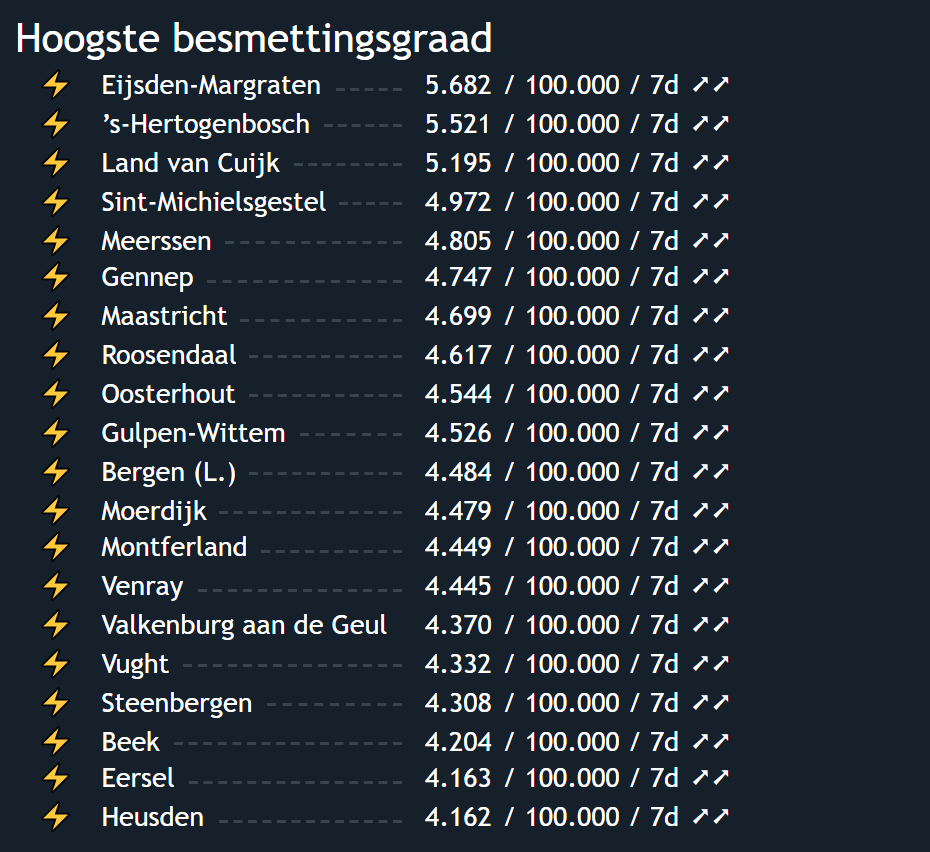 Hoogste besmettingsgraad
⚡ Eijsden-Margraten ----- 5.682 / 100.000 / 7d ➚➚
⚡ ’s-Hertogenbosch ------ 5.521 / 100.000 / 7d ➚➚
⚡ Land van Cuijk -------- 5.195 / 100.000 / 7d ➚➚
⚡ Sint-Michielsgestel ----- 4.972 / 100.000 / 7d ➚➚
⚡ Meerssen ------------- 4.805 / 100.000 / 7d ➚➚
⚡ Gennep -------------- 4.747 / 100.000 / 7d ➚➚
⚡ Maastricht ------------ 4.699 / 100.000 / 7d ➚➚
⚡ Roosendaal ----------- 4.617 / 100.000 / 7d ➚➚
⚡ Oosterhout ----------- 4.544 / 100.000 / 7d ➚➚
⚡ Gulpen-Wittem -------- 4.526 / 100.000 / 7d ➚➚
⚡ Bergen (L.) ----------- 4.484 / 100.000 / 7d ➚➚
⚡ Moerdijk ------------- 4.479 / 100.000 / 7d ➚➚
⚡ Montferland ---------- 4.449 / 100.000 / 7d ➚➚
⚡ Venray --------------- 4.445 / 100.000 / 7d ➚➚
⚡ Valkenburg aan de Geul 4.370 / 100.000 / 7d ➚➚
⚡ Vught ---------------- 4.332 / 100.000 / 7d ➚➚
⚡ Steenbergen ---------- 4.308 / 100.000 / 7d ➚➚
⚡ Beek ----------------- 4.204 / 100.000 / 7d ➚➚
⚡ Eersel ---------------- 4.163 / 100.000 / 7d ➚➚
⚡ Heusden ------------- 4.162 / 100.000 / 7d ➚➚